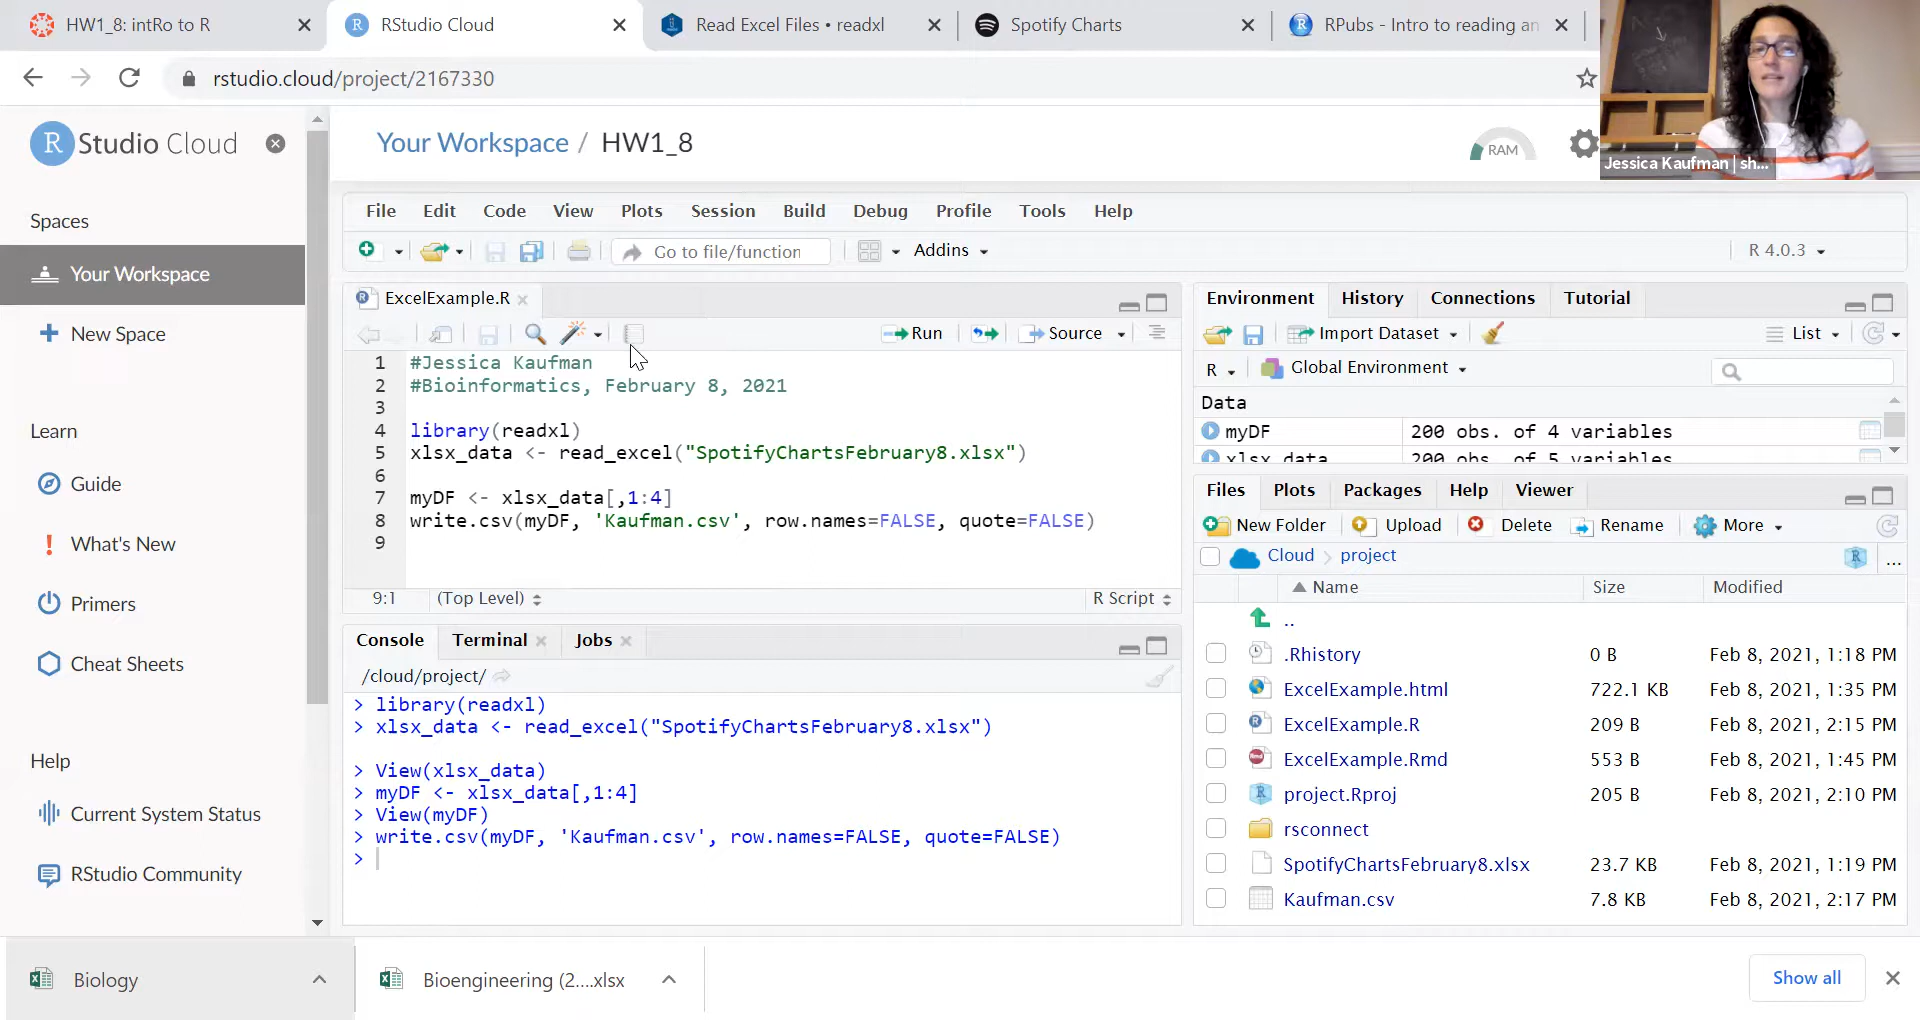 HW1_8: intRo to R
RStudio Cloud
Read Excel Files • readxl
Spotify Charts
RPubs - Intro to reading an
rstudio.cloud/project/2167330
Jessica Kaufman | sh...
R Studio Cloud
Your Workspace / HW1_8
RAM
Spaces
Your Workspace
New Space
Learn
Guide
What's New
Primers
Cheat Sheets
Help
Current System Status
RStudio Community
File Edit Code View Plots Session Build Debug Profile Tools Help
Go to file/function
Addins
R 4.0.3
ExcelExample.R
Run
Source
1 #Jessica Kaufman
2 #Bioinformatics, February 8, 2021
3
4 library(readxl)
5 xlsx_data <- read_excel("SpotifyChartsFebruary8.xlsx")
6
7 myDF <- xlsx_data[,1:4]
8 write.csv(myDF, 'Kaufman.csv', row.names=FALSE, quote=FALSE)
9
9:1 (Top Level) R Script
Console Terminal Jobs
/cloud/project/
> library(readxl)
> xlsx_data <- read_excel("SpotifyChartsFebruary8.xlsx")
> View(xlsx_data)
> myDF <- xlsx_data[,1:4]
> View(myDF)
> write.csv(myDF, 'Kaufman.csv', row.names=FALSE, quote=FALSE)
>
Environment History Connections Tutorial
Import Dataset
List
R Global Environment
Data
myDF 200 obs. of 4 variables
xlsx_data 200 obs. of 5 variables
Files Plots Packages Help Viewer
New Folder Upload Delete Rename More
Cloud > project
...
Name Size Modified
..
.Rhistory 0 B Feb 8, 2021, 1:18 PM
ExcelExample.html 722.1 KB Feb 8, 2021, 1:35 PM
ExcelExample.R 209 B Feb 8, 2021, 2:15 PM
ExcelExample.Rmd 553 B Feb 8, 2021, 1:45 PM
project.Rproj 205 B Feb 8, 2021, 2:10 PM
rsconnect
SpotifyChartsFebruary8.xlsx 23.7 KB Feb 8, 2021, 1:19 PM
Kaufman.csv 7.8 KB Feb 8, 2021, 2:17 PM
Biology
Bioengineering (2....xlsx
Show all